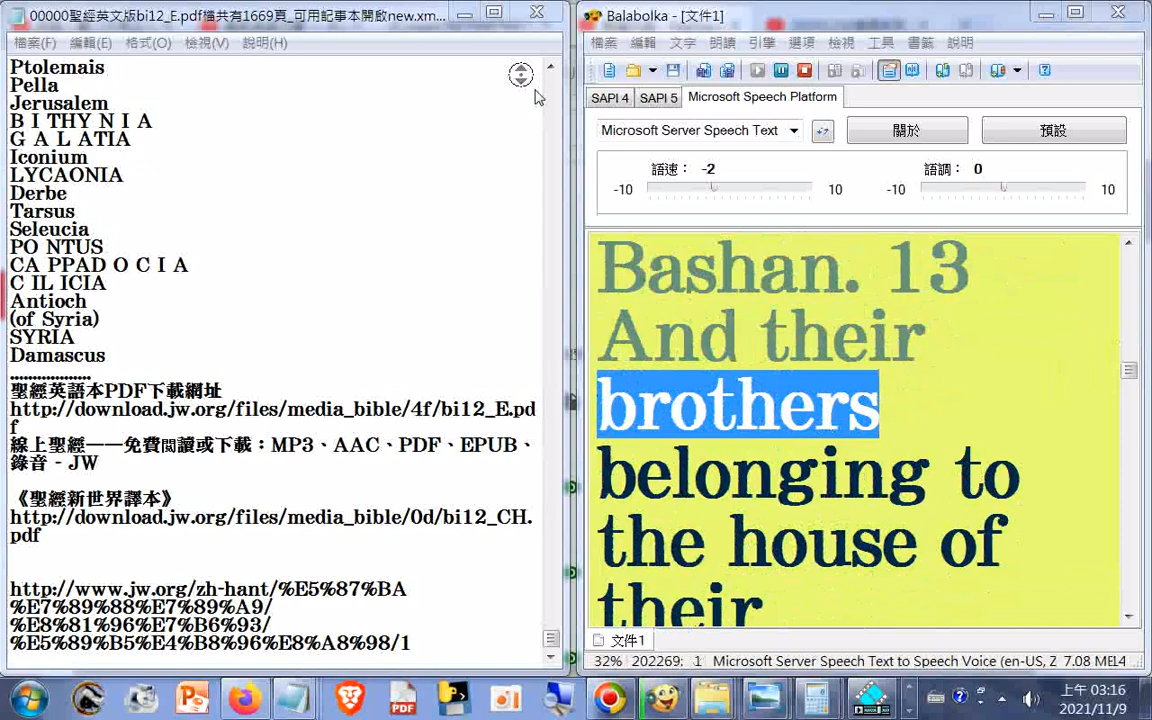 00000聖經英文版bi12_E.pdf檔共有1669頁_可用記事本開啟new.xm...
檔案(F) 編輯(E) 格式(O) 檢視(V) 說明(H)
Ptolemais
Pella
Jerusalem
B I THY N I A
G A L ATIA
Iconium
LYCAONIA
Derbe
Tarsus
Seleucia
PO NTUS
CA PPAD O C I A
C IL ICIA
Antioch
(of Syria)
SYRIA
Damascus
..................
聖經英語本PDF下載網址
http://download.jw.org/files/media_bible/4f/bi12_E.pd
f
線上聖經——免費閱讀或下載：MP3、AAC、PDF、EPUB、
錄音 - JW
《聖經新世界譯本》
http://download.jw.org/files/media_bible/0d/bi12_CH.
pdf
http://www.jw.org/zh-hant/%E5%87%BA
%E7%89%88%E7%89%A9/
%E8%81%96%E7%B6%93/
%E5%89%B5%E4%B8%96%E8%A8%98/1
Balabolka - [文件1]
檔案 編輯 文字 朗讀 引擎 選項 檢視 工具 書籤 說明
SAPI 4 SAPI 5 Microsoft Speech Platform
Microsoft Server Speech Text 關於 預設
語速： -2 語調： 0
-10 10 -10 10
Bashan. 13
And their
brothers
belonging to
the house of
their
文件1
32% 202269: 1 Microsoft Server Speech Text to Speech Voice (en-US, Z 7.08 ME
上午 03:16
2021/11/9